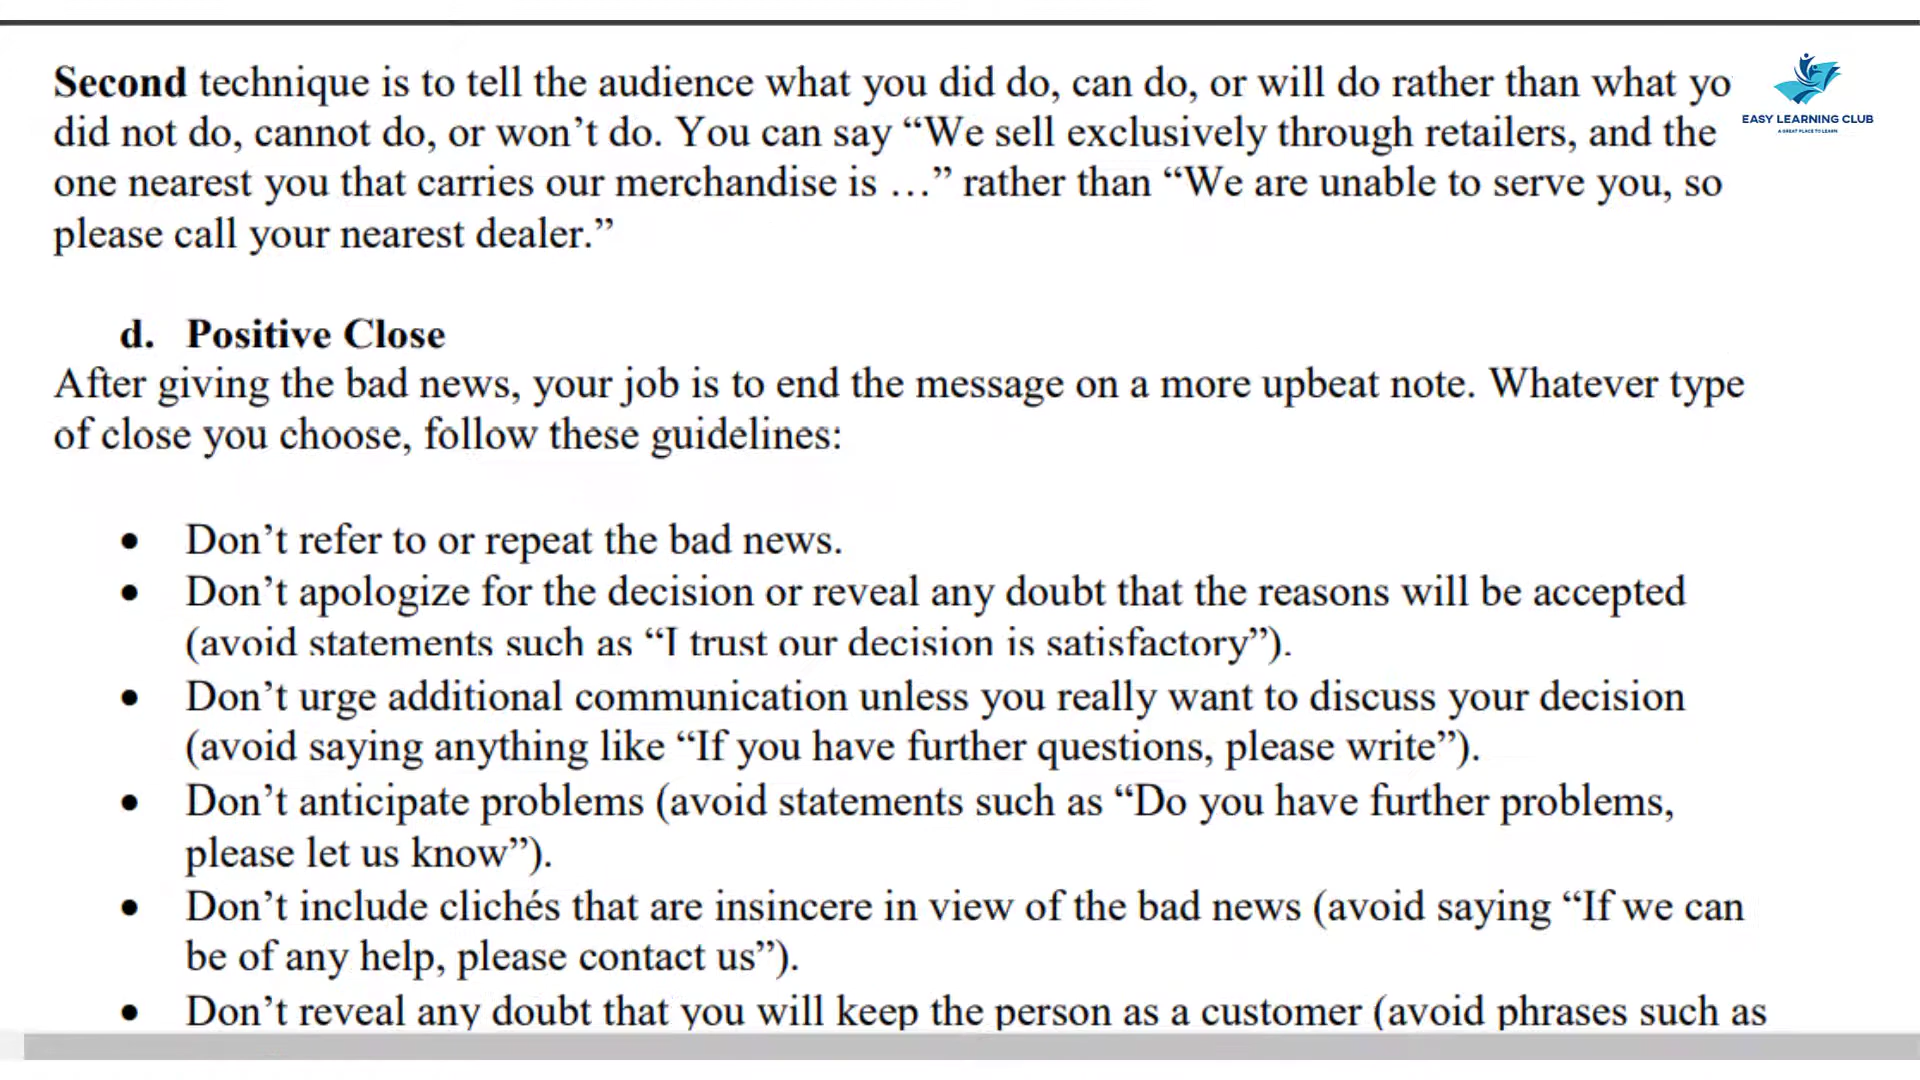 Second technique is to tell the audience what you did do, can do, or will do rather than what yo
did not do, cannot do, or won’t do. You can say “We sell exclusively through retailers, and the
one nearest you that carries our merchandise is …” rather than “We are unable to serve you, so
please call your nearest dealer.”
EASY LEARNING CLUB
A GREAT PLACE TO LEARN
d. Positive Close
After giving the bad news, your job is to end the message on a more upbeat note. Whatever type
of close you choose, follow these guidelines:
• Don’t refer to or repeat the bad news.
• Don’t apologize for the decision or reveal any doubt that the reasons will be accepted
(avoid statements such as “I trust our decision is satisfactory”).
• Don’t urge additional communication unless you really want to discuss your decision
(avoid saying anything like “If you have further questions, please write”).
• Don’t anticipate problems (avoid statements such as “Do you have further problems,
please let us know”).
• Don’t include clichés that are insincere in view of the bad news (avoid saying “If we can
be of any help, please contact us”).
• Don’t reveal any doubt that you will keep the person as a customer (avoid phrases such as